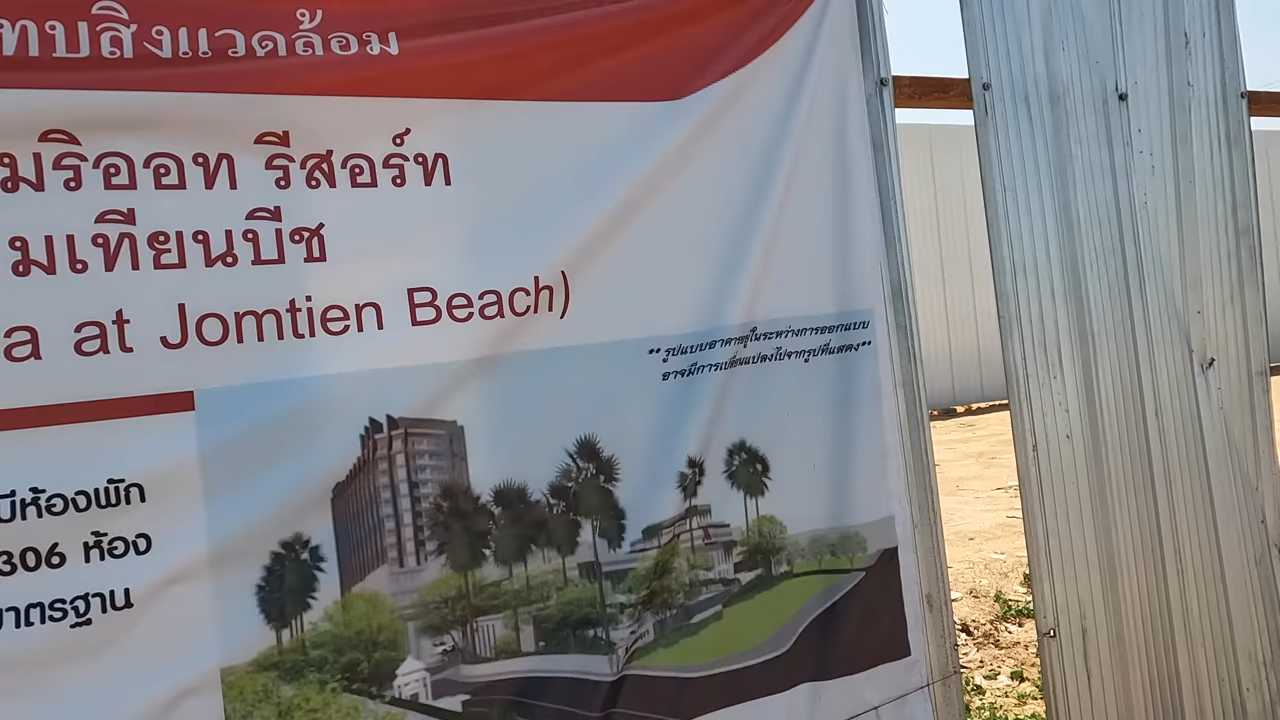 ทบสิ่งแวดล้อม
มริออท รีสอร์ท
มเทียนบีช
a at Jomtien Beach)
** รูปแบบอาคารอยู่ในระหว่างการออกแบบ
อาจมีการเปลี่ยนแปลงไปจากรูปที่แสดง**
มีห้องพัก
306 ห้อง
มาตรฐาน